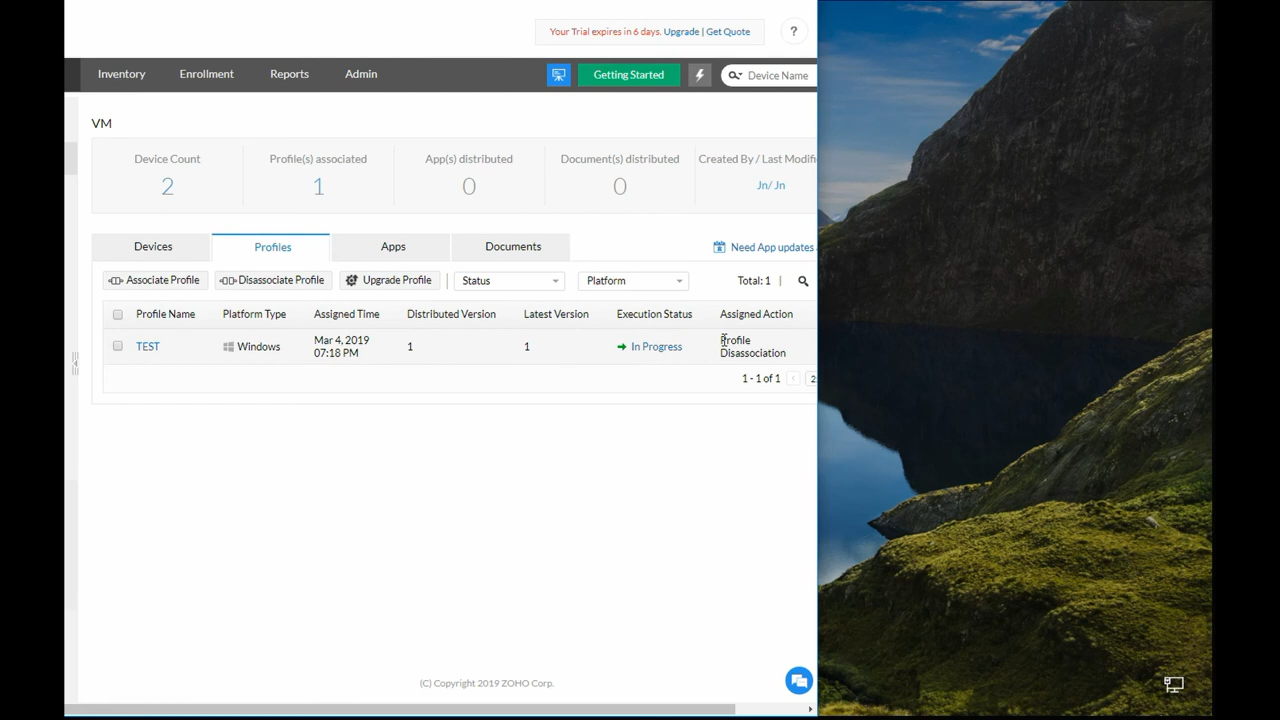 Your Trial expires in 6 days. Upgrade | Get Quote
?
Inventory Enrollment Reports Admin Getting Started Device Name
VM
Device Count Profile(s) associated App(s) distributed Document(s) distributed Created By / Last Modifi
2 1 0 0 Jn/ Jn
Devices Profiles Apps Documents Need App updates
Associate Profile Disassociate Profile Upgrade Profile Status Platform Total: 1
Profile Name Platform Type Assigned Time Distributed Version Latest Version Execution Status Assigned Action
TEST Windows Mar 4, 2019 1 1 In Progress Profile
07:18 PM Disassociation
1 - 1 of 1 2
(C) Copyright 2019 ZOHO Corp.